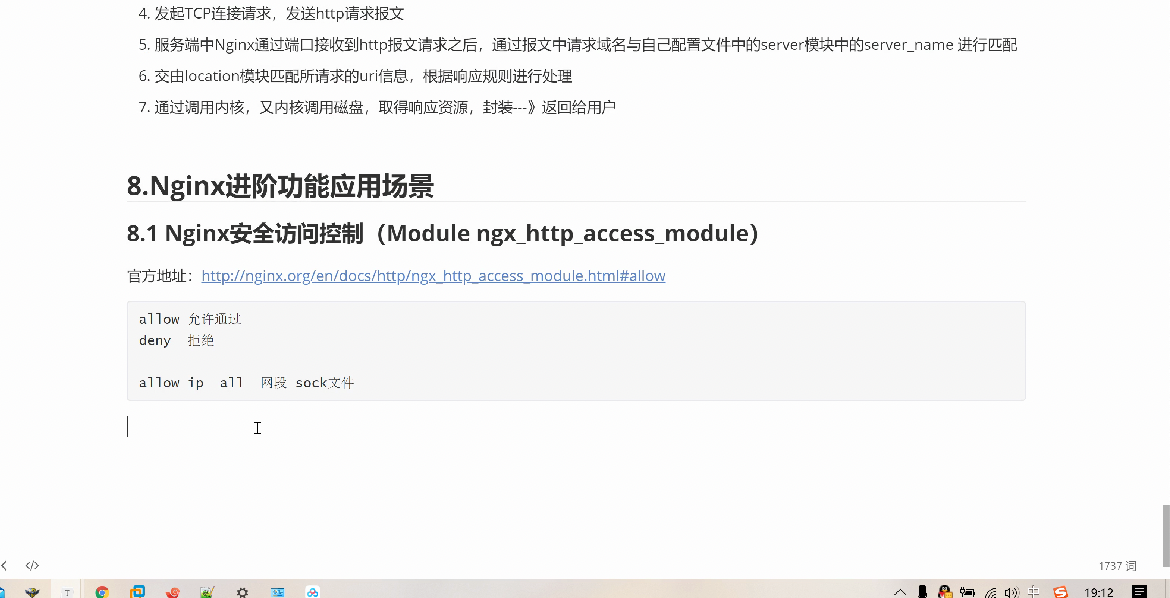 4. 发起TCP连接请求，发送http请求报文
5. 服务端中Nginx通过端口接收到http报文请求之后，通过报文中请求域名与自己配置文件中的server模块中的server_name 进行匹配
6. 交由location模块匹配所请求的uri信息，根据响应规则进行处理
7. 通过调用内核，又内核调用磁盘，取得响应资源，封装---》返回给用户
8.Nginx进阶功能应用场景
8.1 Nginx安全访问控制（Module ngx_http_access_module）
官方地址：http://nginx.org/en/docs/http/ngx_http_access_module.html#allow
allow 允许通过
deny 拒绝
allow ip all 网段 sock文件
1737 词
中
19:12